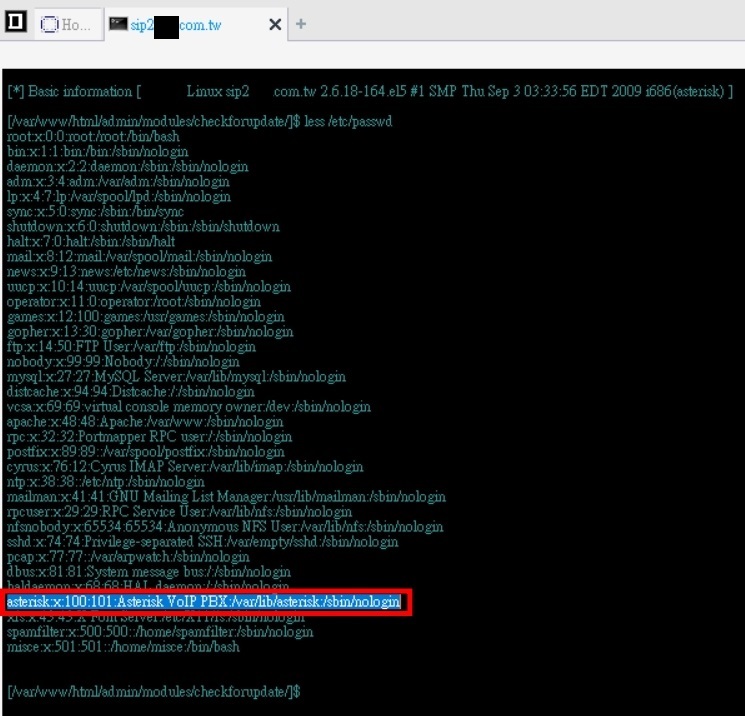 Ho...
sip2 com.tw
[*] Basic information [ Linux sip2 .com.tw 2.6.18-164.el5 #1 SMP Thu Sep 3 03:33:56 EDT 2009 i686(asterisk) ]
[/var/www/html/admin/modules/checkforupdate/]$ less /etc/passwd
root:x:0:0:root:/root:/bin/bash
bin:x:1:1:bin:/bin:/sbin/nologin
daemon:x:2:2:daemon:/sbin:/sbin/nologin
adm:x:3:4:adm:/var/adm:/sbin/nologin
lp:x:4:7:lp:/var/spool/lpd:/sbin/nologin
sync:x:5:0:sync:/sbin:/bin/sync
shutdown:x:6:0:shutdown:/sbin:/sbin/shutdown
halt:x:7:0:halt:/sbin:/sbin/halt
mail:x:8:12:mail:/var/spool/mail:/sbin/nologin
news:x:9:13:news:/etc/news:/sbin/nologin
uucp:x:10:14:uucp:/var/spool/uucp:/sbin/nologin
operator:x:11:0:operator:/root:/sbin/nologin
games:x:12:100:games:/usr/games:/sbin/nologin
gopher:x:13:30:gopher:/var/gopher:/sbin/nologin
ftp:x:14:50:FTP User:/var/ftp:/sbin/nologin
nobody:x:99:99:Nobody:/:/sbin/nologin
mysql:x:27:27:MySQL Server:/var/lib/mysql:/sbin/nologin
distcache:x:94:94:Distcache:/:/sbin/nologin
vcsa:x:69:69:virtual console memory owner:/dev:/sbin/nologin
apache:x:48:48:Apache:/var/www:/sbin/nologin
rpc:x:32:32:Portmapper RPC user:/:/sbin/nologin
postfix:x:89:89::/var/spool/postfix:/sbin/nologin
cyrus:x:76:12:Cyrus IMAP Server:/var/lib/imap:/sbin/nologin
ntp:x:38:38::/etc/ntp:/sbin/nologin
mailman:x:41:41:GNU Mailing List Manager:/usr/lib/mailman:/sbin/nologin
rpcuser:x:29:29:RPC Service User:/var/lib/nfs:/sbin/nologin
nfsnobody:x:65534:65534:Anonymous NFS User:/var/lib/nfs:/sbin/nologin
sshd:x:74:74:Privilege-separated SSH:/var/empty/sshd:/sbin/nologin
pcap:x:77:77::/var/arpwatch:/sbin/nologin
dbus:x:81:81:System message bus:/:/sbin/nologin
haldaemon:x:68:68:HAL daemon:/:/sbin/nologin
asterisk:x:100:101:Asterisk VoIP PBX:/var/lib/asterisk:/sbin/nologin
xfs:x:43:43:X Font Server:/etc/X11/fs:/sbin/nologin
spamfilter:x:500:500::/home/spamfilter:/sbin/nologin
misce:x:501:501::/home/misce:/bin/bash
[/var/www/html/admin/modules/checkforupdate/]$